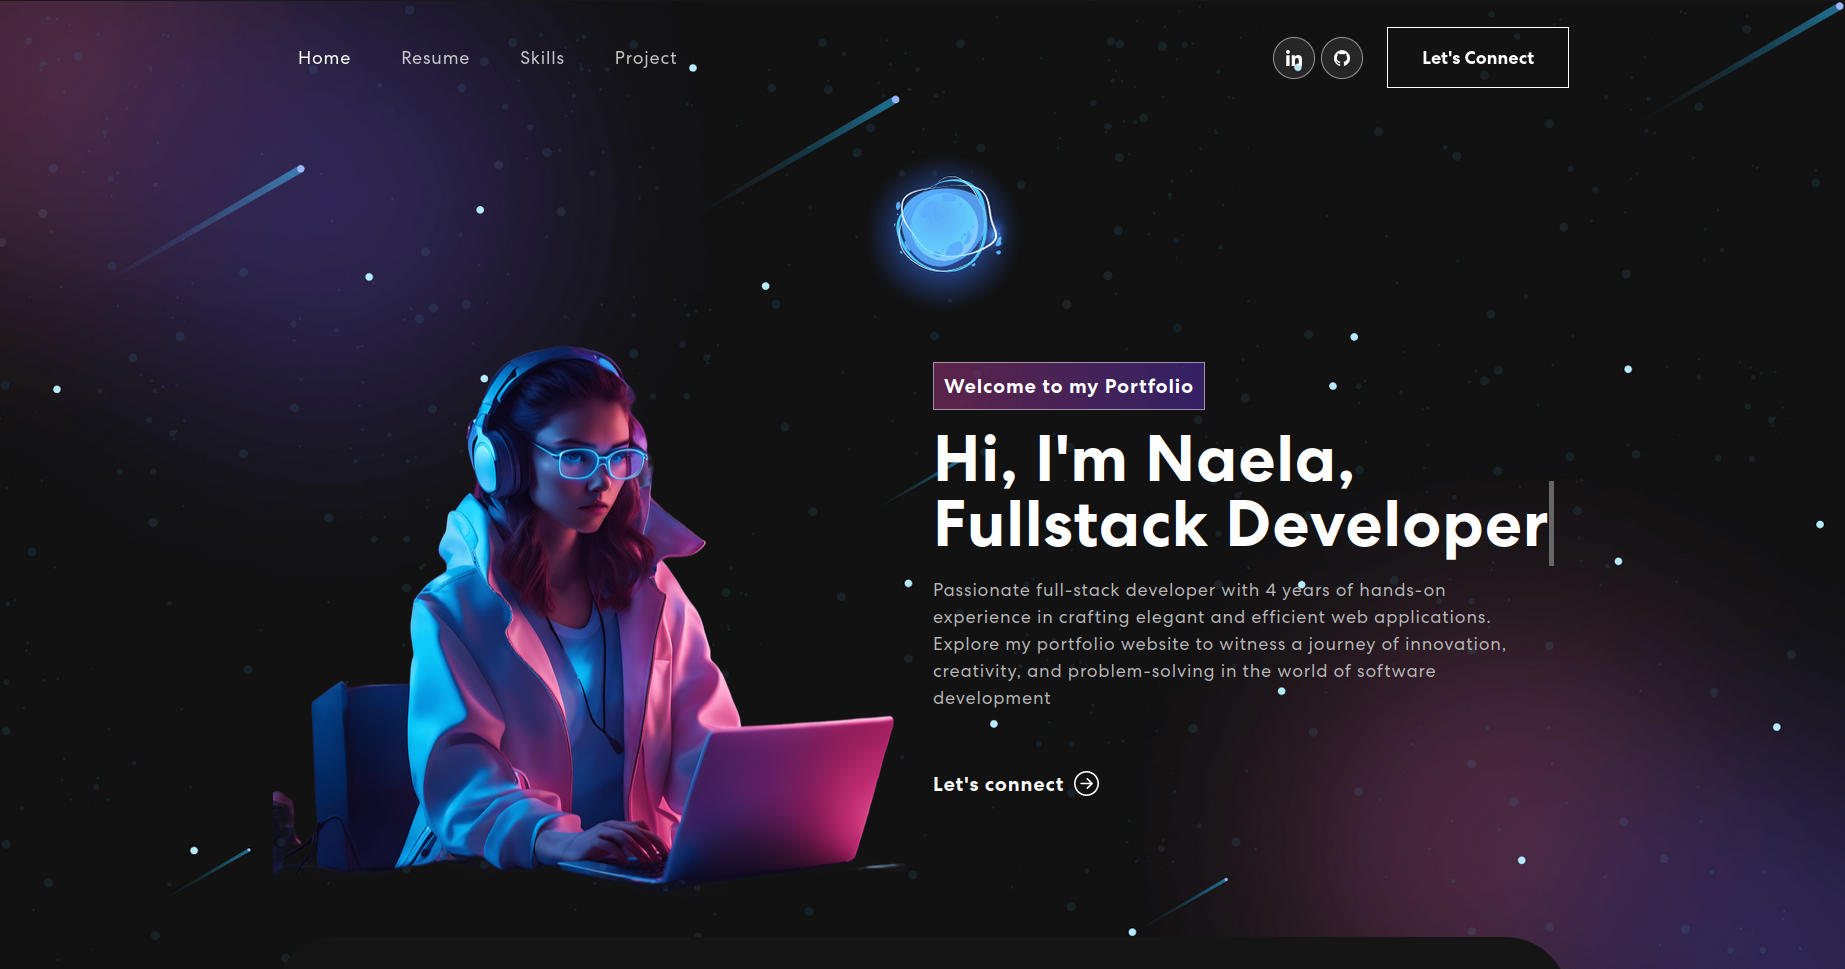 Home Resume Skills Project in Let's Connect
Welcome to my Portfolio
Hi, I'm Naela,
Fullstack Developer
Passionate full-stack developer with 4 years of hands-on
experience in crafting elegant and efficient web applications.
Explore my portfolio website to witness a journey of innovation,
creativity, and problem-solving in the world of software
development
Let's connect